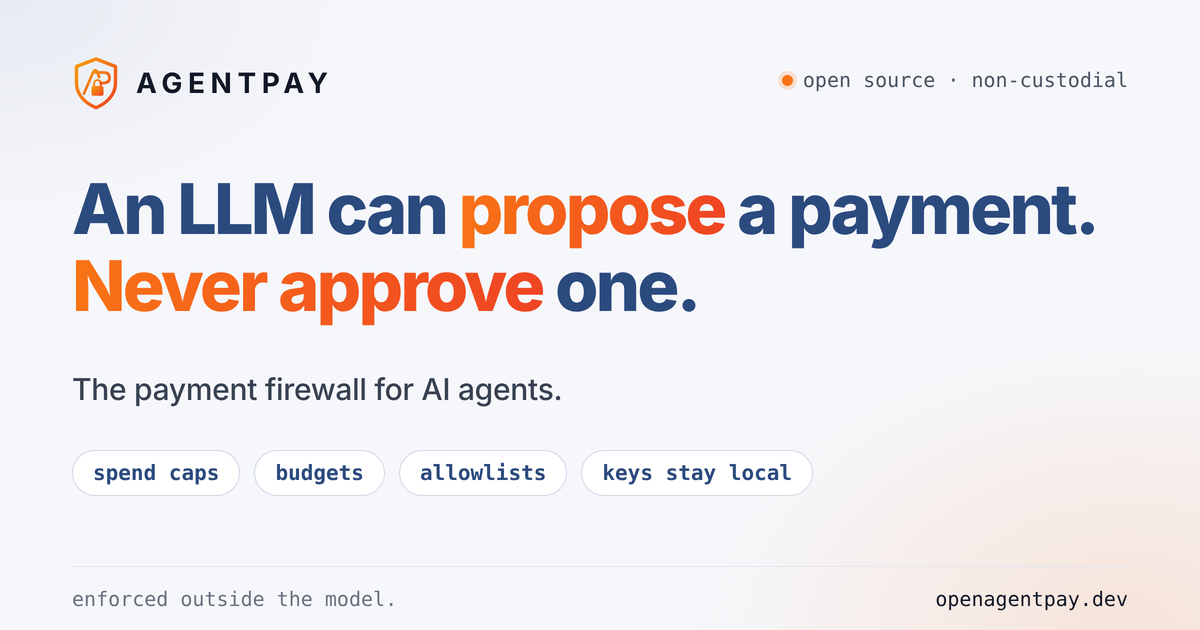 AGENTPAY
open source · non-custodial
An LLM can propose a payment.
Never approve one.
The payment firewall for AI agents.
spend caps
budgets
allowlists
keys stay local
enforced outside the model.
openagentpay.dev